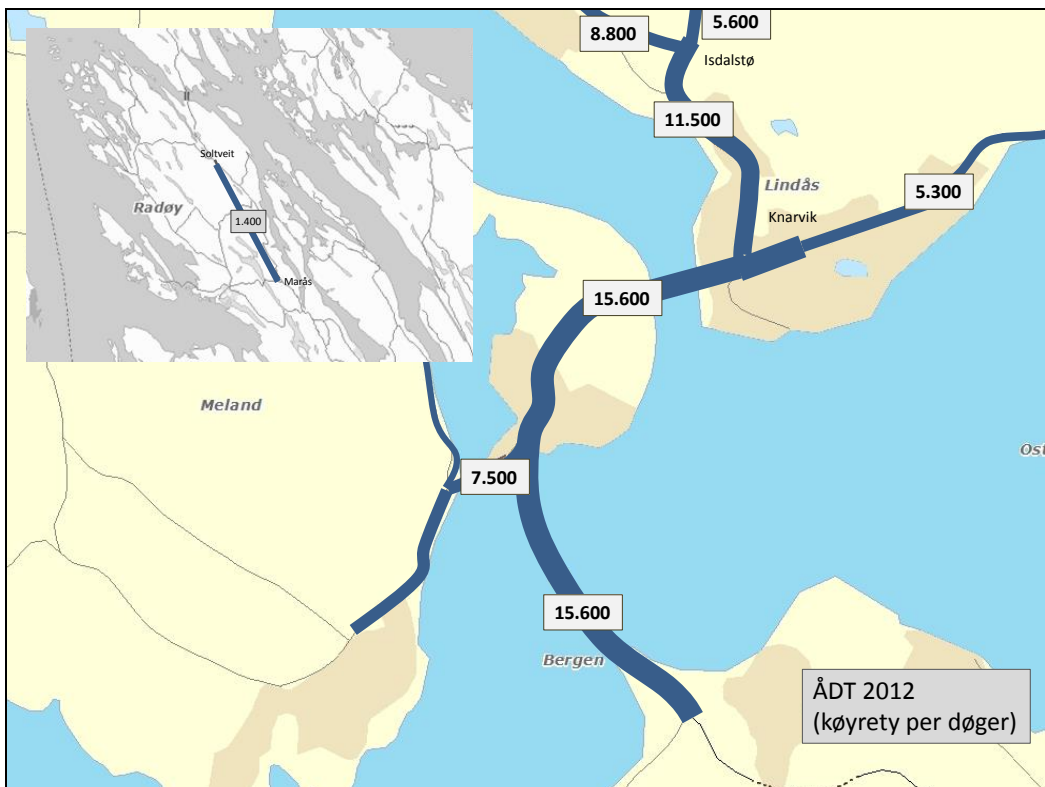 5.600
8.800
Isdalstø
11.500
Soltveit
Lindås
5.300
Radøy
1.400
Knarvik
Marås
15.600
Meland
Ost
7.500
15.600
Bergen
ÅDT 2012
(køyrety per døger)